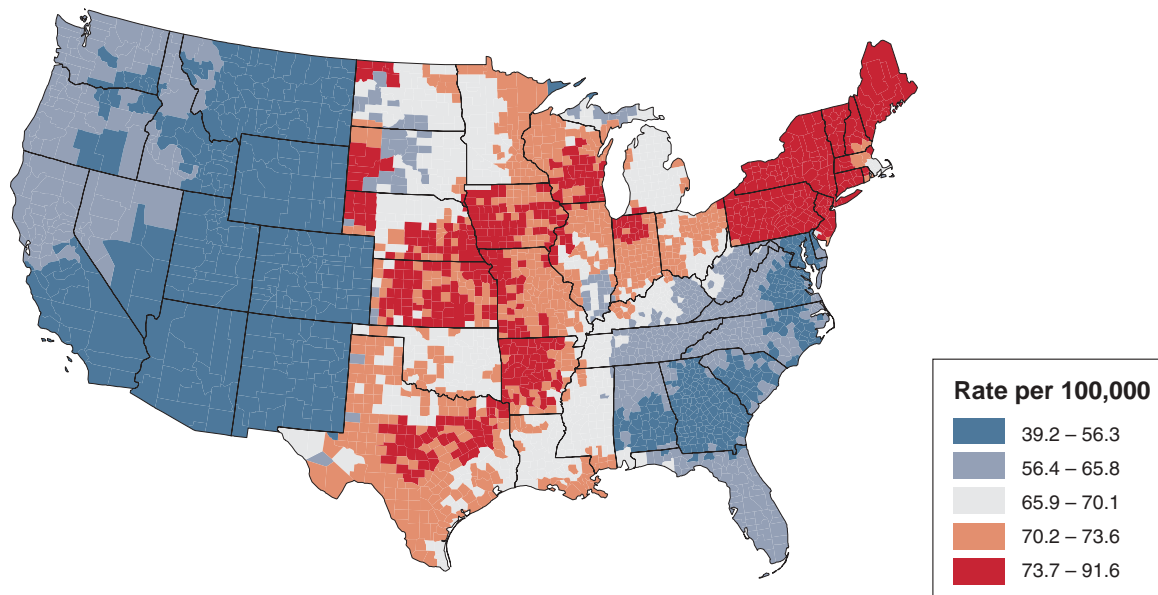 Rate per 100,000
39.2 – 56.3
56.4 – 65.8
65.9 – 70.1
70.2 – 73.6
73.7 – 91.6